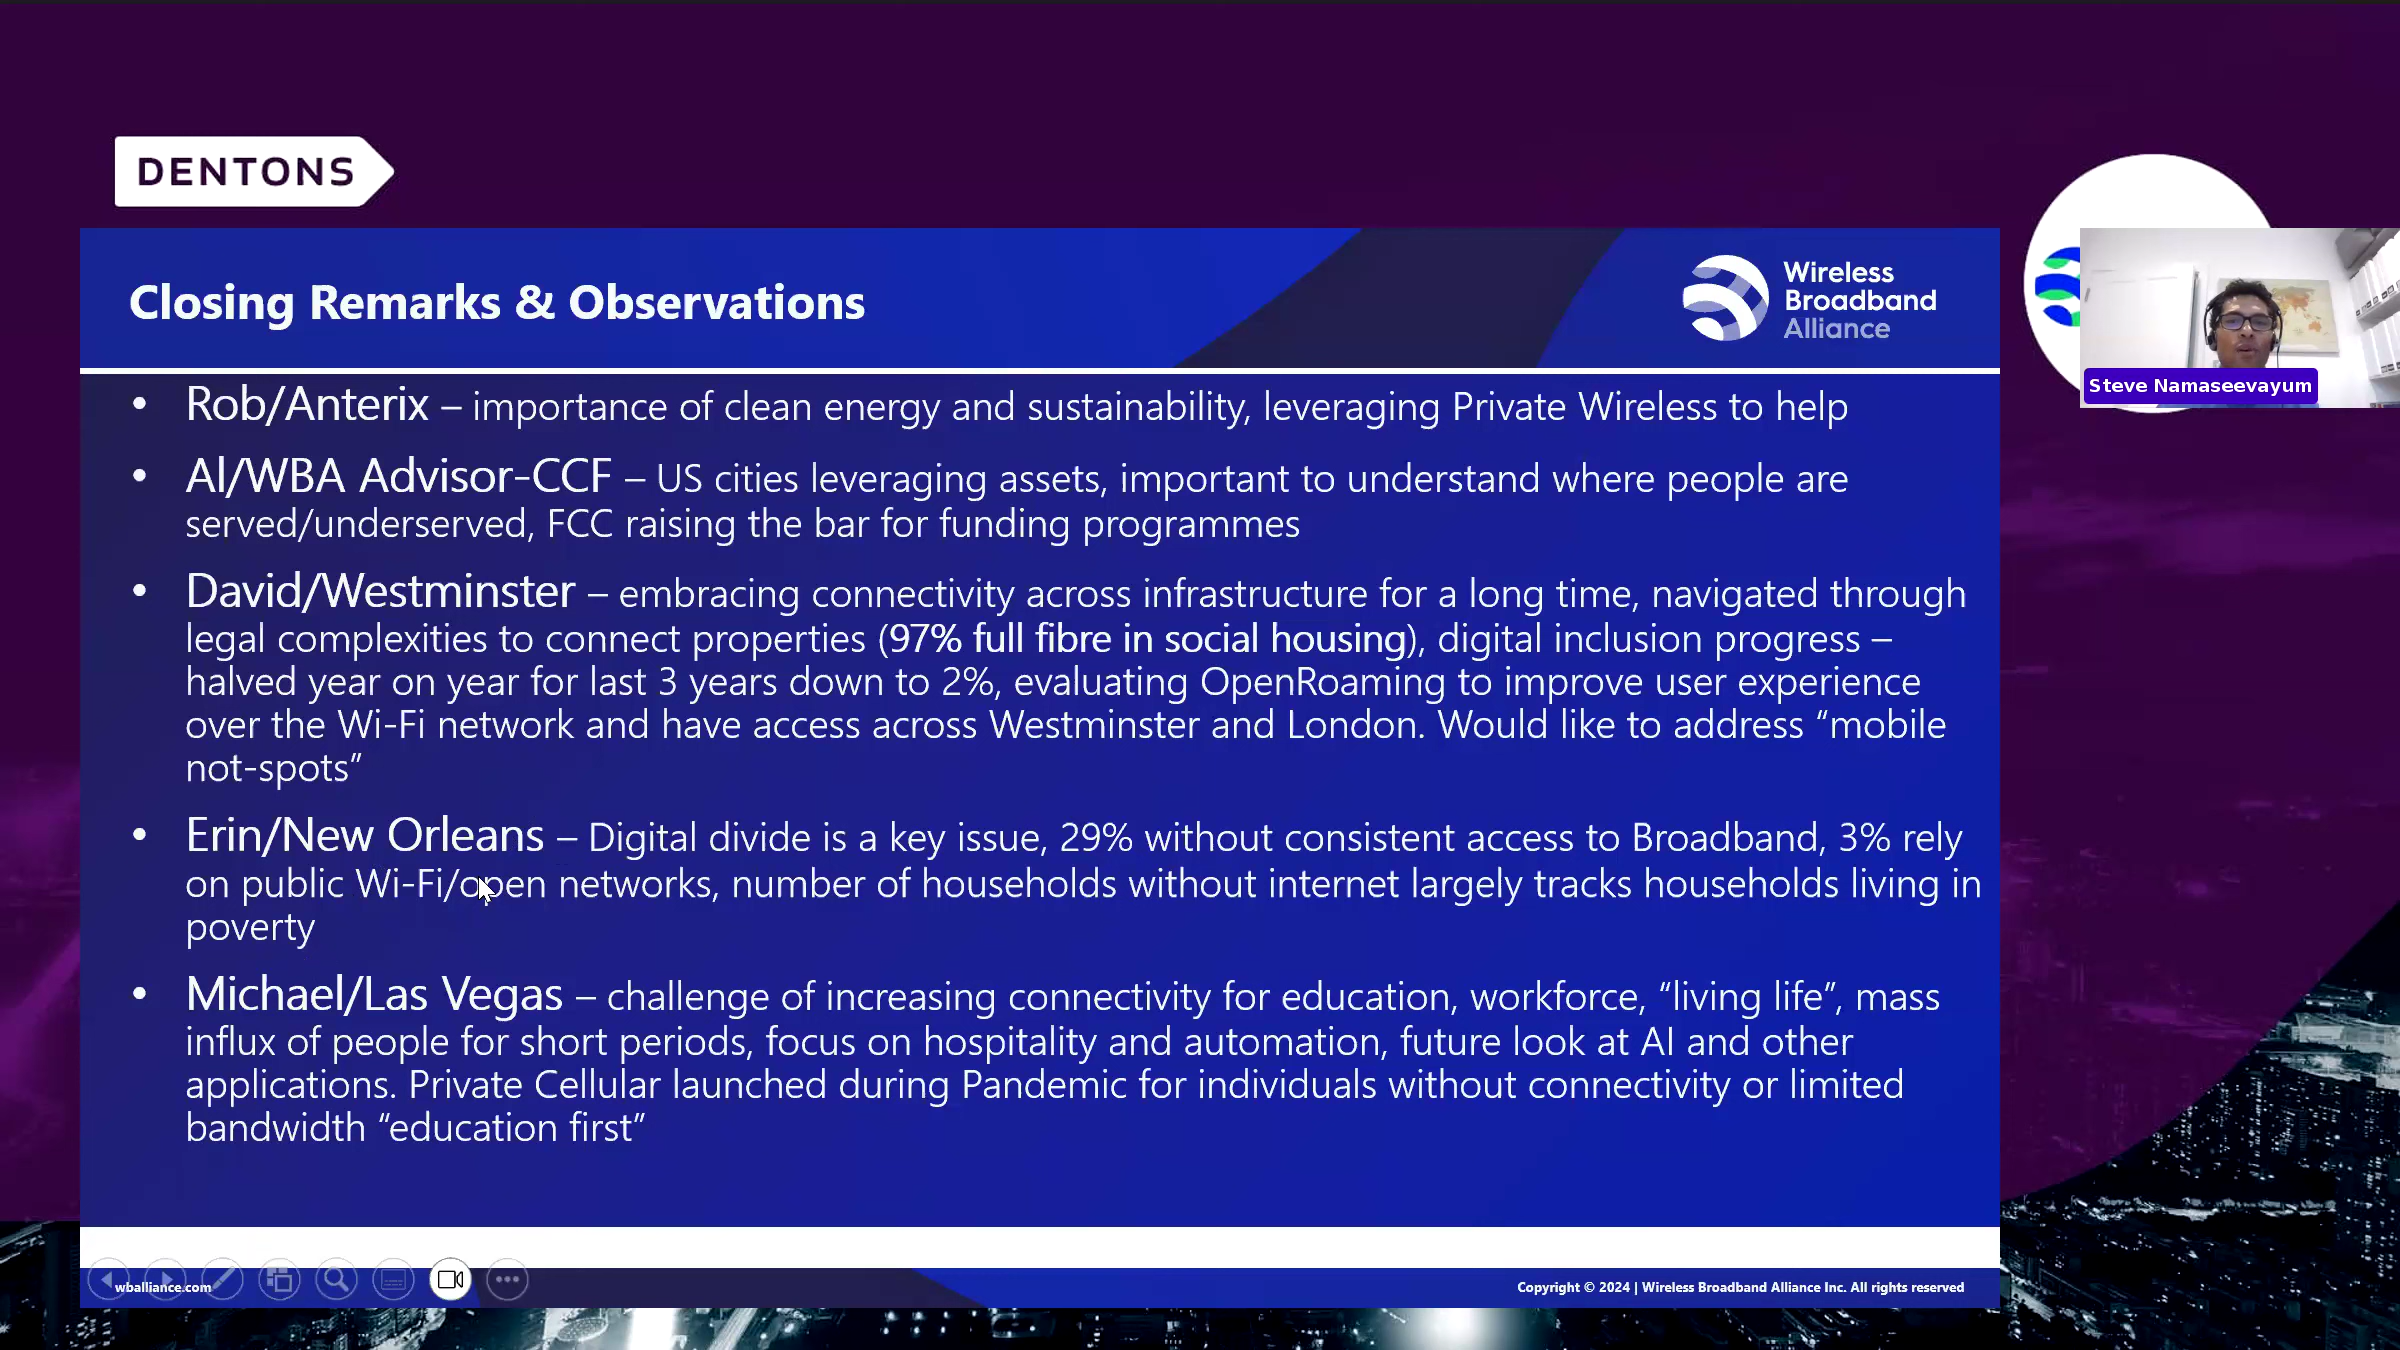 DENTONS
Closing Remarks & Observations
Wireless
Broadband
Alliance
Steve Namaseevayum
• Rob/Anterix – importance of clean energy and sustainability, leveraging Private Wireless to help
• Al/WBA Advisor-CCF – US cities leveraging assets, important to understand where people are
served/underserved, FCC raising the bar for funding programmes
• David/Westminster – embracing connectivity across infrastructure for a long time, navigated through
legal complexities to connect properties (97% full fibre in social housing), digital inclusion progress –
halved year on year for last 3 years down to 2%, evaluating OpenRoaming to improve user experience
over the Wi-Fi network and have access across Westminster and London. Would like to address “mobile
not-spots”
• Erin/New Orleans – Digital divide is a key issue, 29% without consistent access to Broadband, 3% rely
on public Wi-Fi/open networks, number of households without internet largely tracks households living in
poverty
• Michael/Las Vegas – challenge of increasing connectivity for education, workforce, “living life”, mass
influx of people for short periods, focus on hospitality and automation, future look at AI and other
applications. Private Cellular launched during Pandemic for individuals without connectivity or limited
bandwidth “education first”
wballiance.com
Copyright © 2024 | Wireless Broadband Alliance Inc. All rights reserved